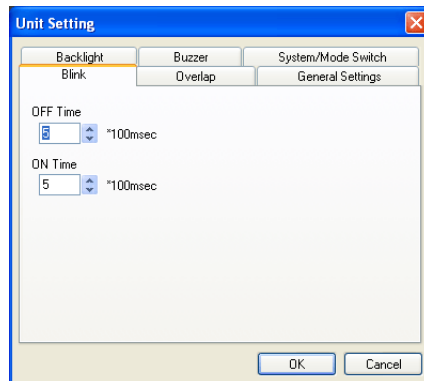 Unit Setting
Backlight Buzzer System/Mode Switch
Blink Overlap General Settings
OFF Time
5 *100msec
ON Time
5 *100msec
OK Cancel